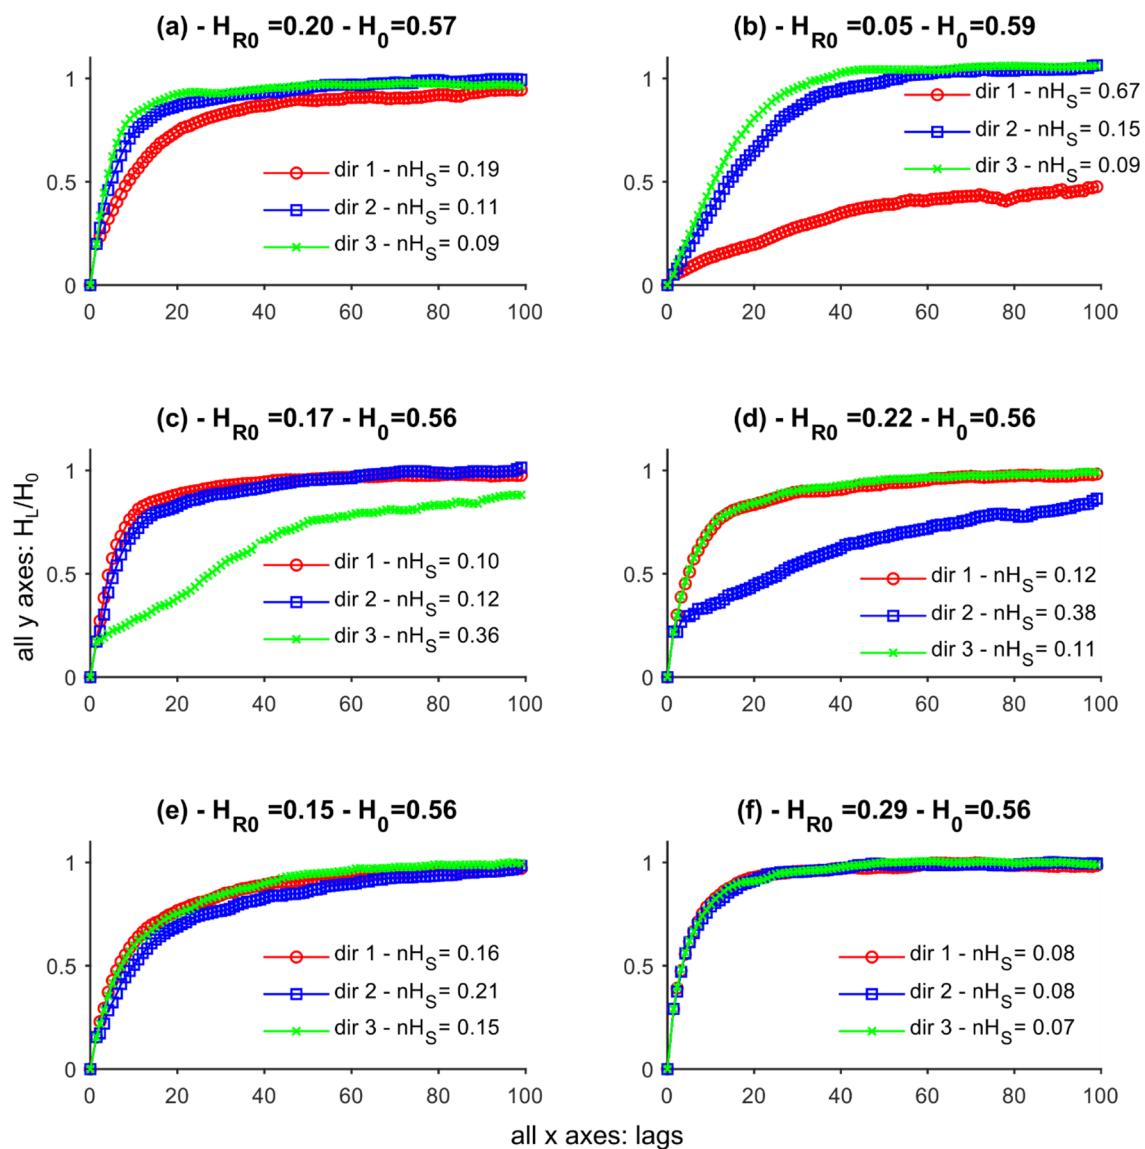 (a) - H_R0 =0.20 - H_0=0.57
1
0.5
0
dir 1 - nH_S= 0.19
dir 2 - nH_S= 0.11
dir 3 - nH_S= 0.09
0 20 40 60 80 100
(b) - H_R0 =0.05 - H_0=0.59
1
0.5
0
dir 1 - nH_S= 0.67
dir 2 - nH_S= 0.15
dir 3 - nH_S= 0.09
0 20 40 60 80 100
all y axes: H_L/H_0
(c) - H_R0 =0.17 - H_0=0.56
1
0.5
0
dir 1 - nH_S= 0.10
dir 2 - nH_S= 0.12
dir 3 - nH_S= 0.36
0 20 40 60 80 100
(d) - H_R0 =0.22 - H_0=0.56
1
0.5
0
dir 1 - nH_S= 0.12
dir 2 - nH_S= 0.38
dir 3 - nH_S= 0.11
0 20 40 60 80 100
(e) - H_R0 =0.15 - H_0=0.56
1
0.5
0
dir 1 - nH_S= 0.16
dir 2 - nH_S= 0.21
dir 3 - nH_S= 0.15
0 20 40 60 80 100
(f) - H_R0 =0.29 - H_0=0.56
1
0.5
0
dir 1 - nH_S= 0.08
dir 2 - nH_S= 0.08
dir 3 - nH_S= 0.07
0 20 40 60 80 100
all x axes: lags